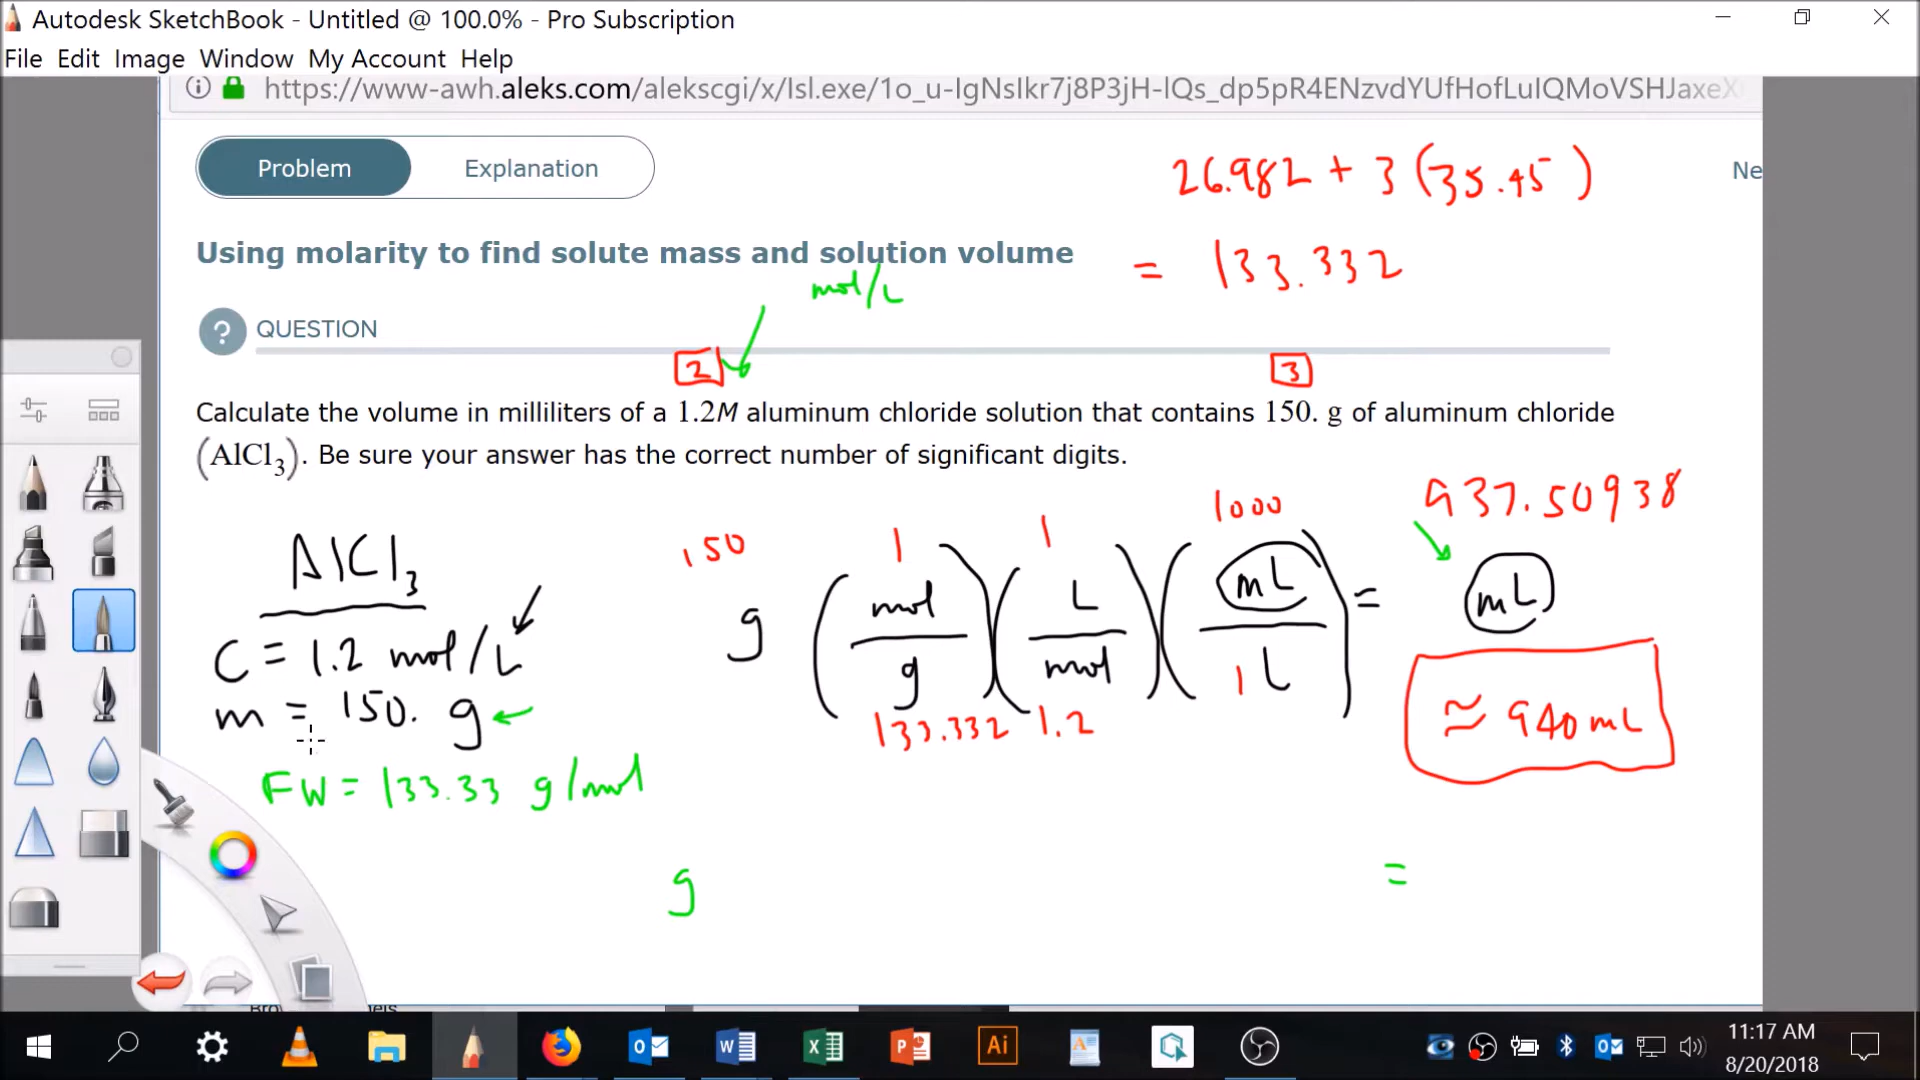 Autodesk SketchBook - Untitled @ 100.0% - Pro Subscription
File Edit Image Window My Account Help
https://www-awh.aleks.com/alekscgi/x/Isl.exe/1o_u-IgNsIkr7j8P3jH-lQs_dp5pR4ENzvdYUfHofLuIQMoVSHJaxeX
Problem Explanation
26.982 + 3 (35.45)
Ne
Using molarity to find solute mass and solution volume
= 133.332
mol/L
? QUESTION
2 3
Calculate the volume in milliliters of a 1.2M aluminum chloride solution that contains 150. g of aluminum chloride
(AlCl3). Be sure your answer has the correct number of significant digits.
937.50938
150 1 1 1000
AlCl3
g (mol/g)(L/mol)(mL/1L) = mL
133.332 1.2
C = 1.2 mol/L
m = 150. g
≈ 940 mL
FW = 133.33 g/mol
g =
11:17 AM
8/20/2018